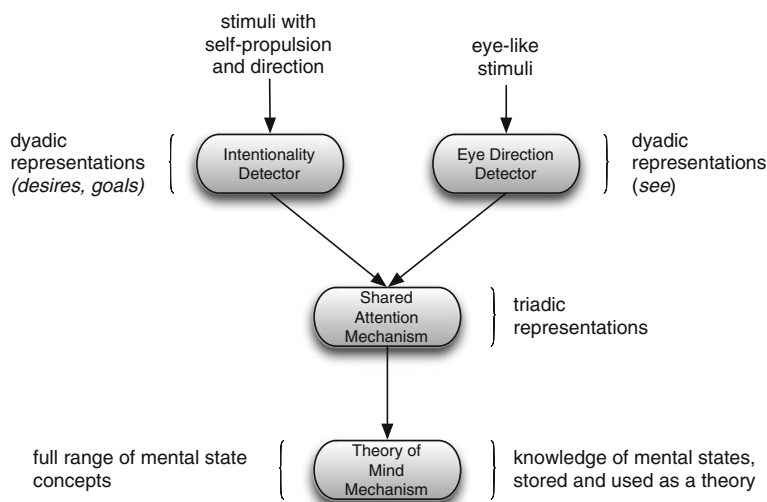 stimuli with
self-propulsion
and direction
eye-like
stimuli
dyadic
representations
(desires, goals)
Intentionality
Detector
Eye Direction
Detector
dyadic
representations
(see)
Shared
Attention
Mechanism
triadic
representations
full range of mental state
concepts
Theory of
Mind
Mechanism
knowledge of mental states,
stored and used as a theory